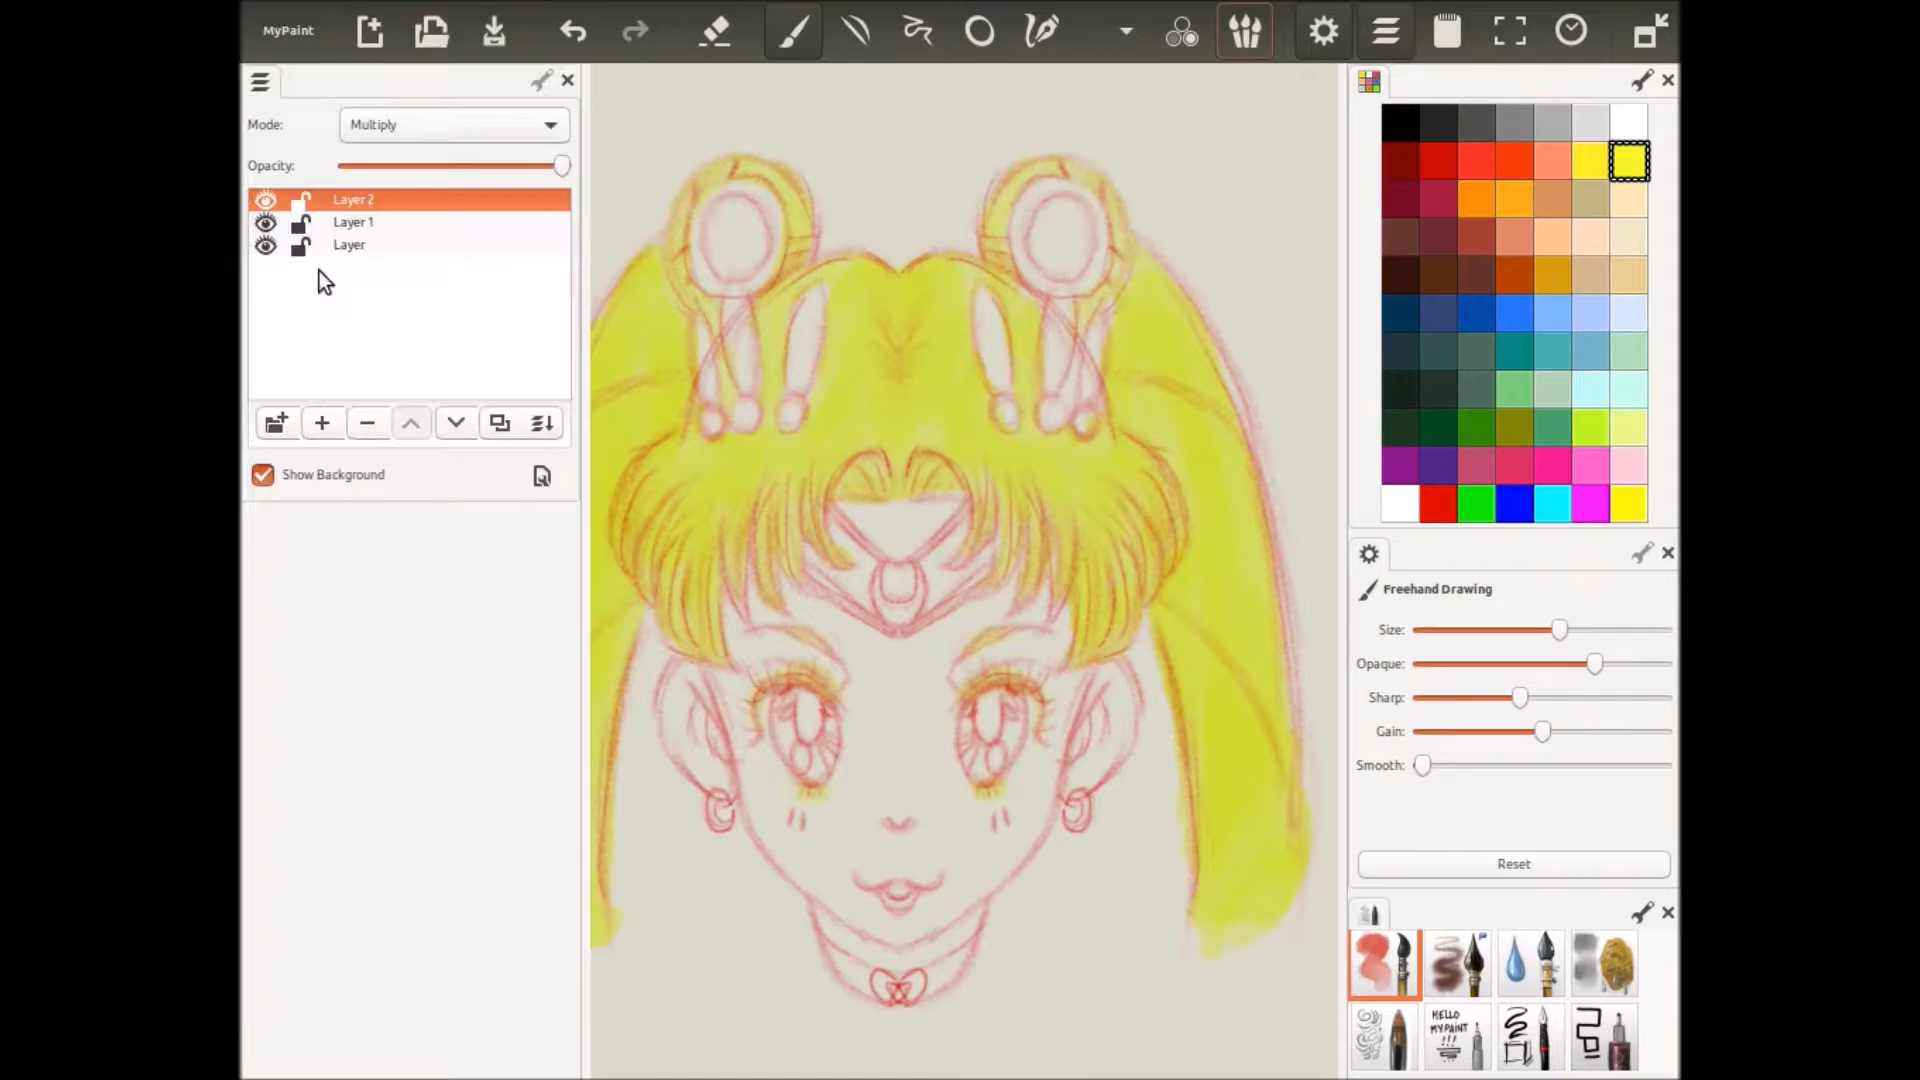 MyPaint
Mode:
Multiply
Opacity:
Layer 2
Layer 1
Layer
Show Background
Freehand Drawing
Size:
Opaque:
Sharp:
Gain:
Smooth:
Reset
HELLO
MYPAINT
!!!